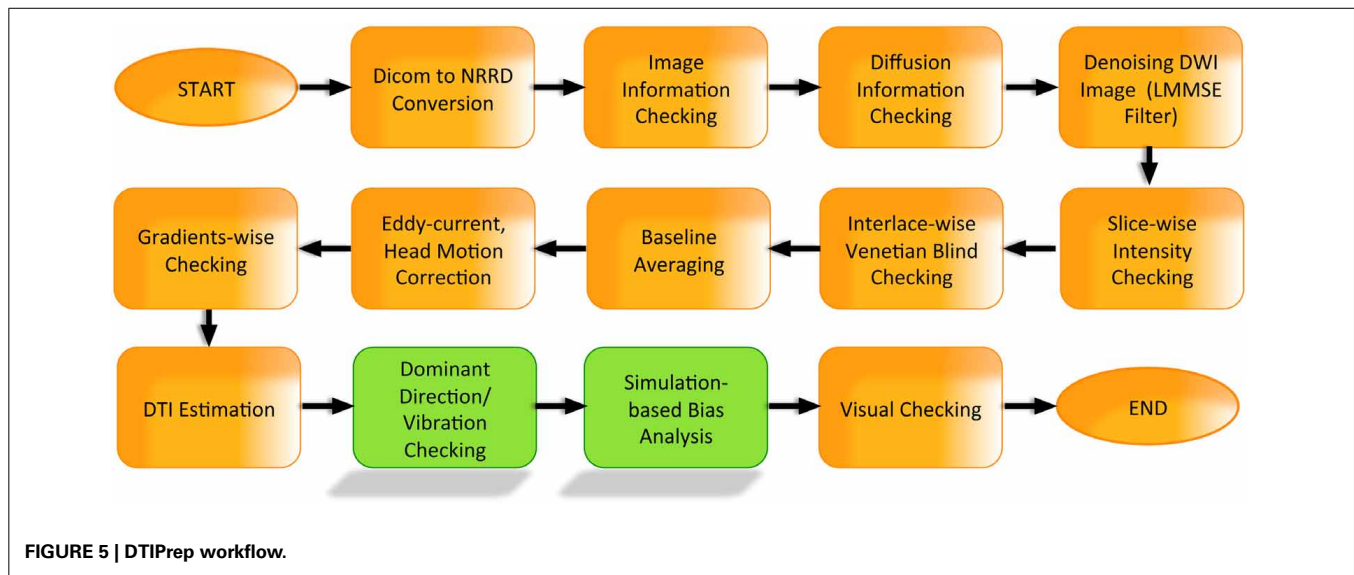 START
Dicom to NRRD
Conversion
Image
Information
Checking
Diffusion
Information
Checking
Denoising DWI
Image (LMMSE
Filter)
Gradients-wise
Checking
Eddy-current,
Head Motion
Correction
Baseline
Averaging
Interlace-wise
Venetian Blind
Checking
Slice-wise
Intensity
Checking
DTI Estimation
Dominant
Direction/
Vibration
Checking
Simulation-
based Bias
Analysis
Visual Checking
END
FIGURE 5 | DTIPrep workflow.